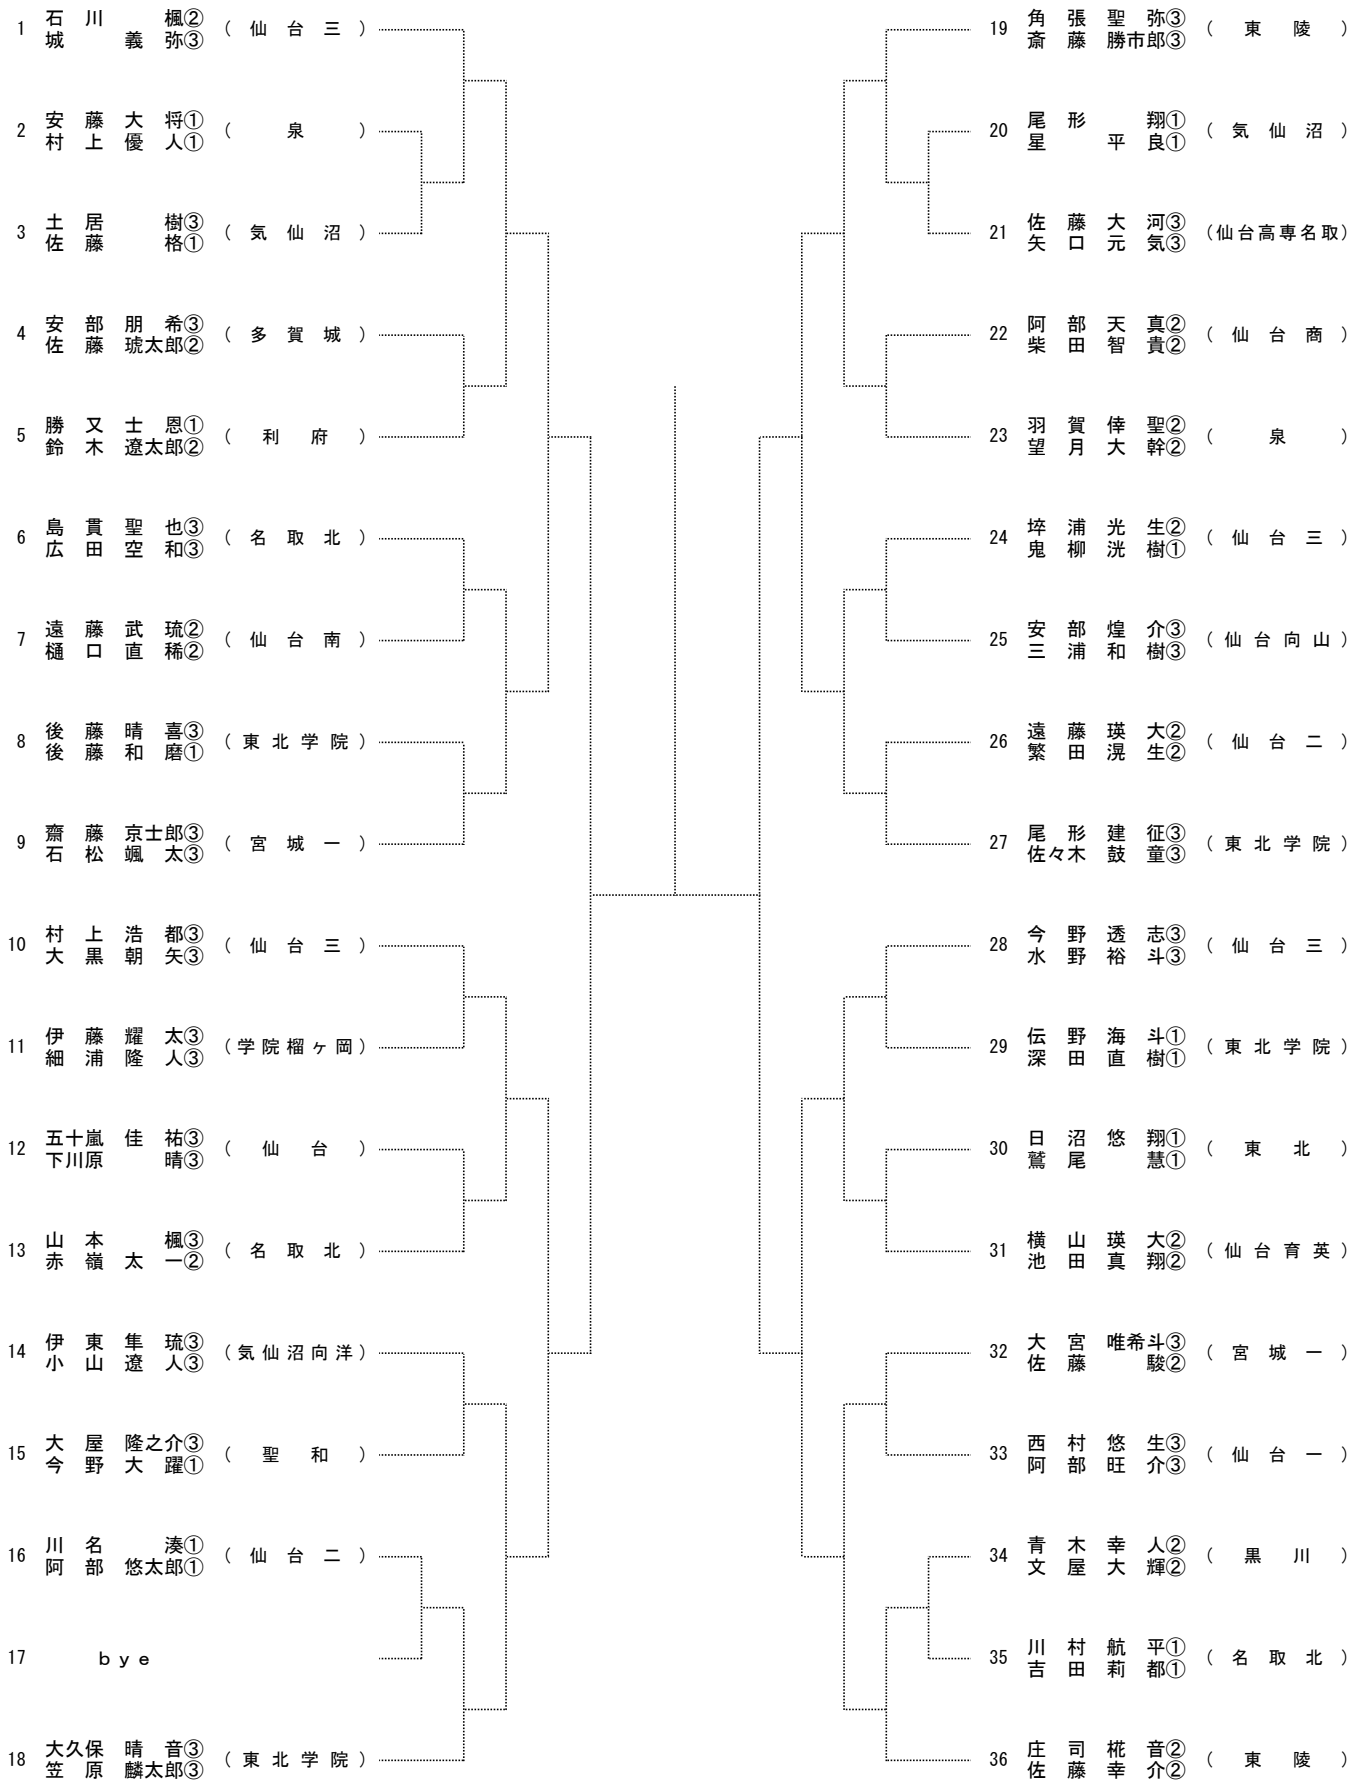 1 石川 楓② (仙台三)
城 義弥③
2 安藤大将① (泉)
村上優人①
3 土居 樹③ (気仙沼)
佐藤 格①
4 安部朋希③ (多賀城)
佐藤琥太郎②
5 勝又士恩① (利府)
鈴木遼太郎②
6 島貫聖也③ (名取北)
広田空和③
7 遠藤武琉② (仙台南)
樋口直稀②
8 後藤晴喜③ (東北学院)
後藤和磨①
9 齋藤京士郎③ (宮城一)
石松颯太③
10 村上浩都③ (仙台三)
大黒朝矢③
11 伊藤耀太③ (学院榴ヶ岡)
細浦隆人③
12 五十嵐佳祐③ (仙台)
下川原 晴③
13 山本 楓③ (名取北)
赤嶺太一②
14 伊東隼琉③ (気仙沼向洋)
小山遼人③
15 大屋隆之介③ (聖和)
今野大躍①
16 川名 湊① (仙台二)
阿部悠太郎①
17 bye
18 大久保晴音③ (東北学院)
笠原麟太郎③
19 角張聖弥③ (東陵)
斎藤勝市郎③
20 尾形 翔① (気仙沼)
星 平良①
21 佐藤大河③ (仙台高専名取)
矢口元気③
22 阿部天真② (仙台商)
柴田智貴②
23 羽賀倖聖② (泉)
望月大幹②
24 埣浦光生② (仙台三)
鬼柳洸樹①
25 安部煌介③ (仙台向山)
三浦和樹③
26 遠藤瑛大② (仙台二)
繁田滉生②
27 尾形建征③ (東北学院)
佐々木鼓童③
28 今野透志③ (仙台三)
水野裕斗③
29 伝野海斗① (東北学院)
深田直樹①
30 日沼悠翔① (東北)
鷲尾 慧①
31 横山瑛大② (仙台育英)
池田真翔②
32 大宮唯希斗③ (宮城一)
佐藤 駿②
33 西村悠生③ (仙台一)
阿部旺介③
34 青木幸人② (黒川)
文屋大輝②
35 川村航平① (名取北)
吉田莉都①
36 庄司椛音② (東陵)
佐藤幸介②